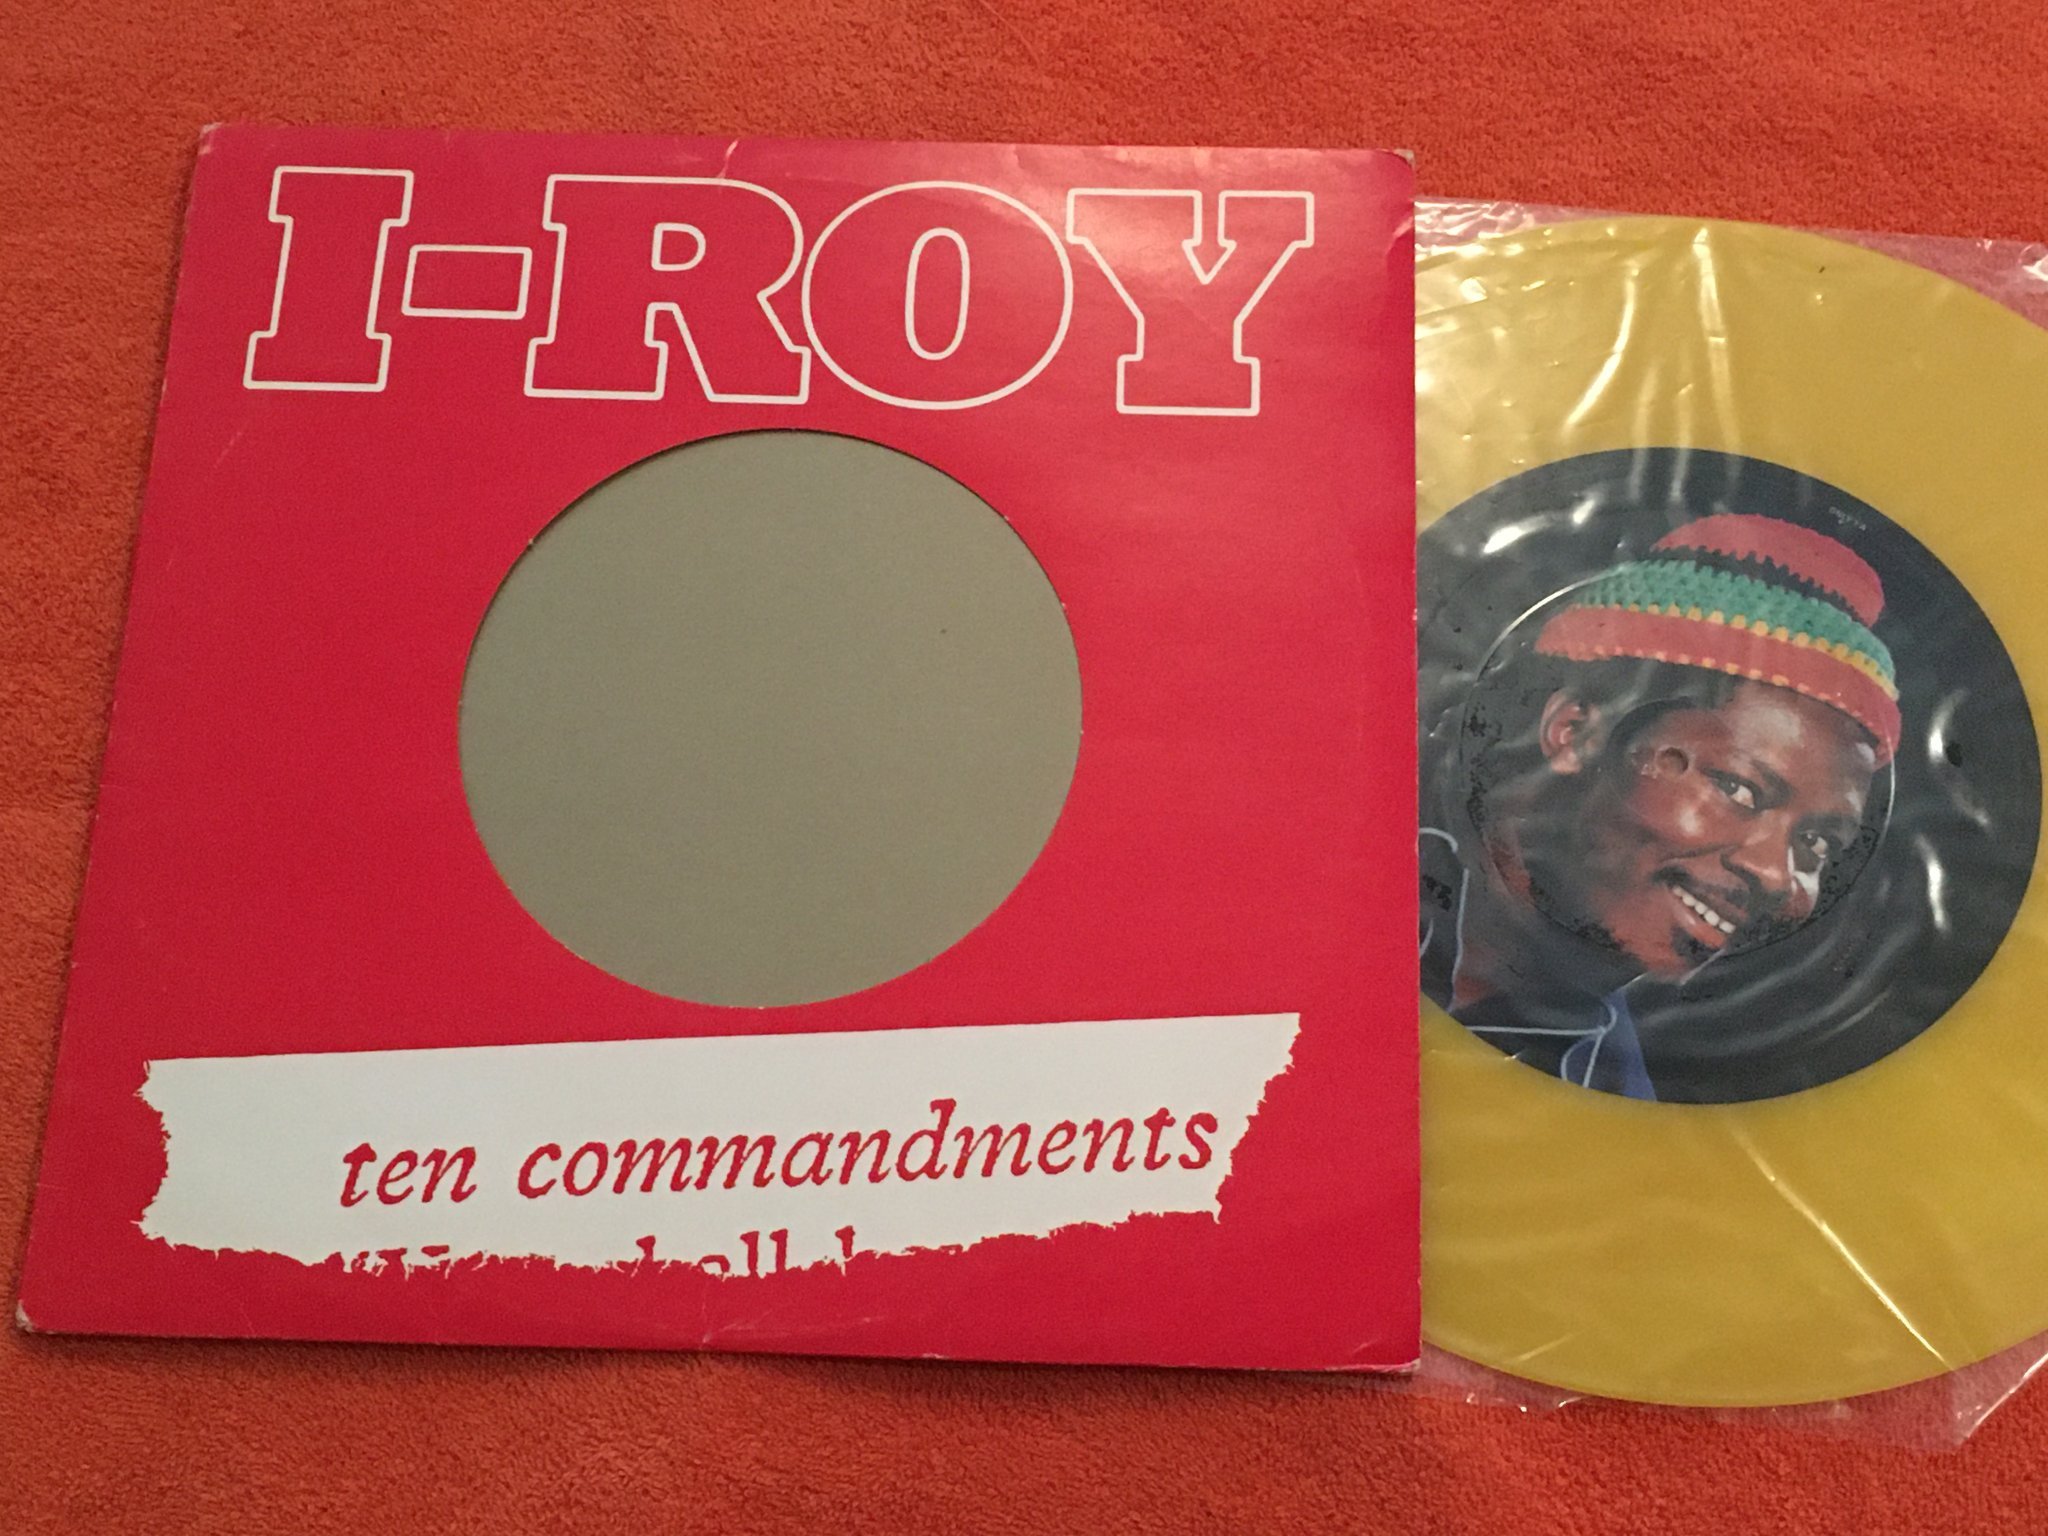 I-ROY
ten commandments